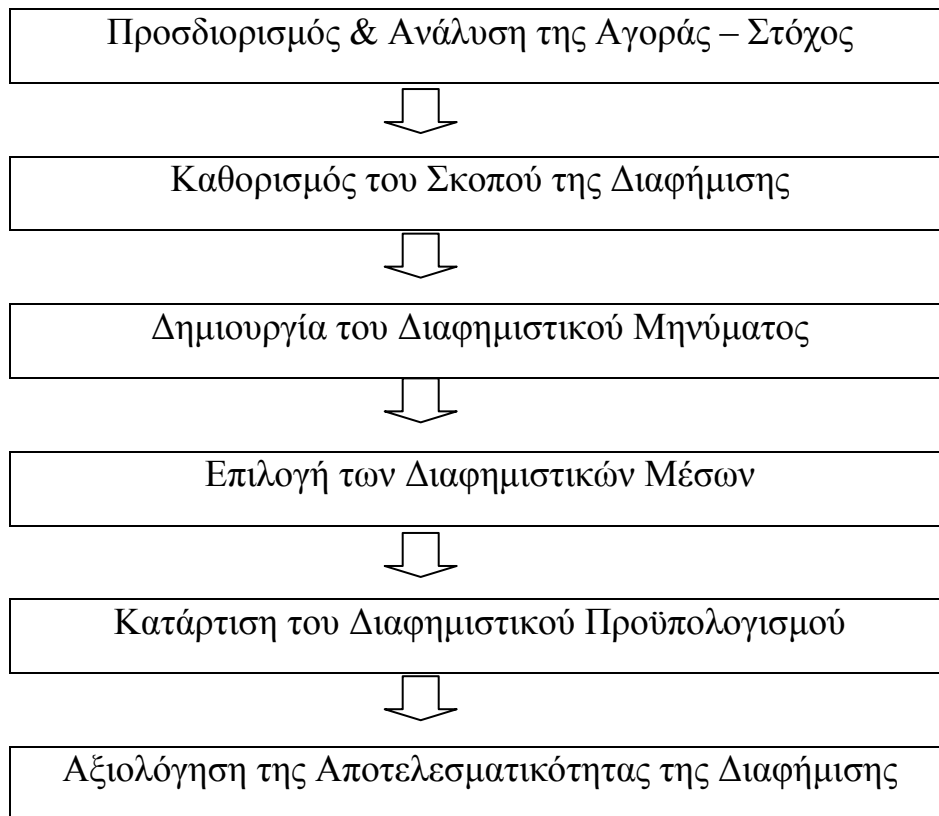 Προσδιορισμός & Ανάλυση της Αγοράς – Στόχος
Καθορισμός του Σκοπού της Διαφήμισης
Δημιουργία του Διαφημιστικού Μηνύματος
Επιλογή των Διαφημιστικών Μέσων
Κατάρτιση του Διαφημιστικού Προϋπολογισμού
Αξιολόγηση της Αποτελεσματικότητας της Διαφήμισης